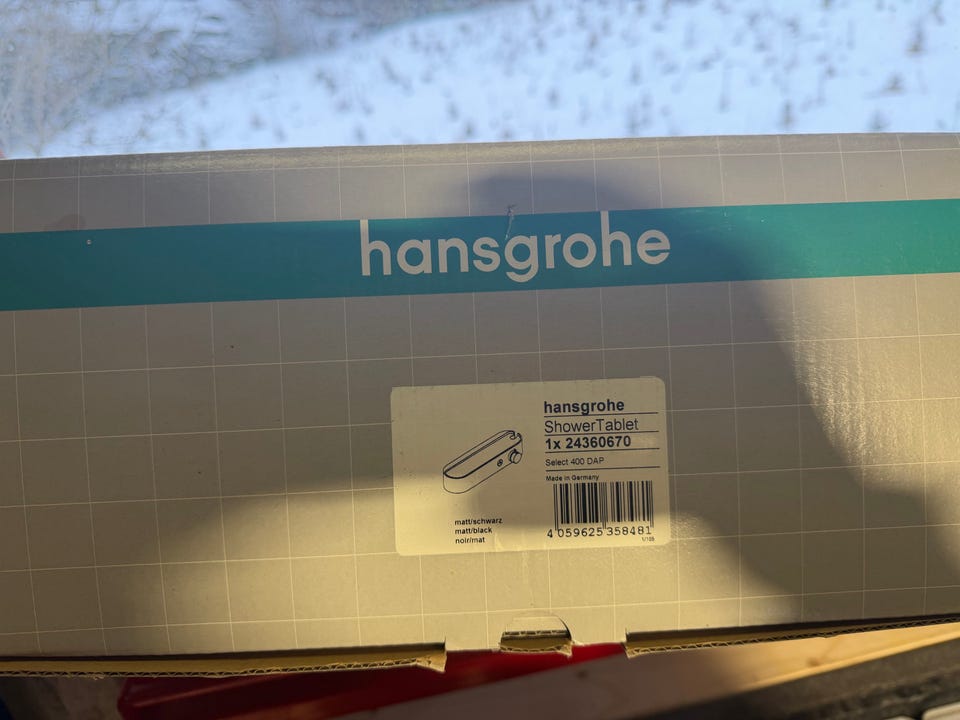 hansgrohe
hansgrohe
ShowerTablet
1x 24360670
Select 400 DAP
Made in Germany
matt/schwarz
matt/black
noir/mat
4 059625 358481